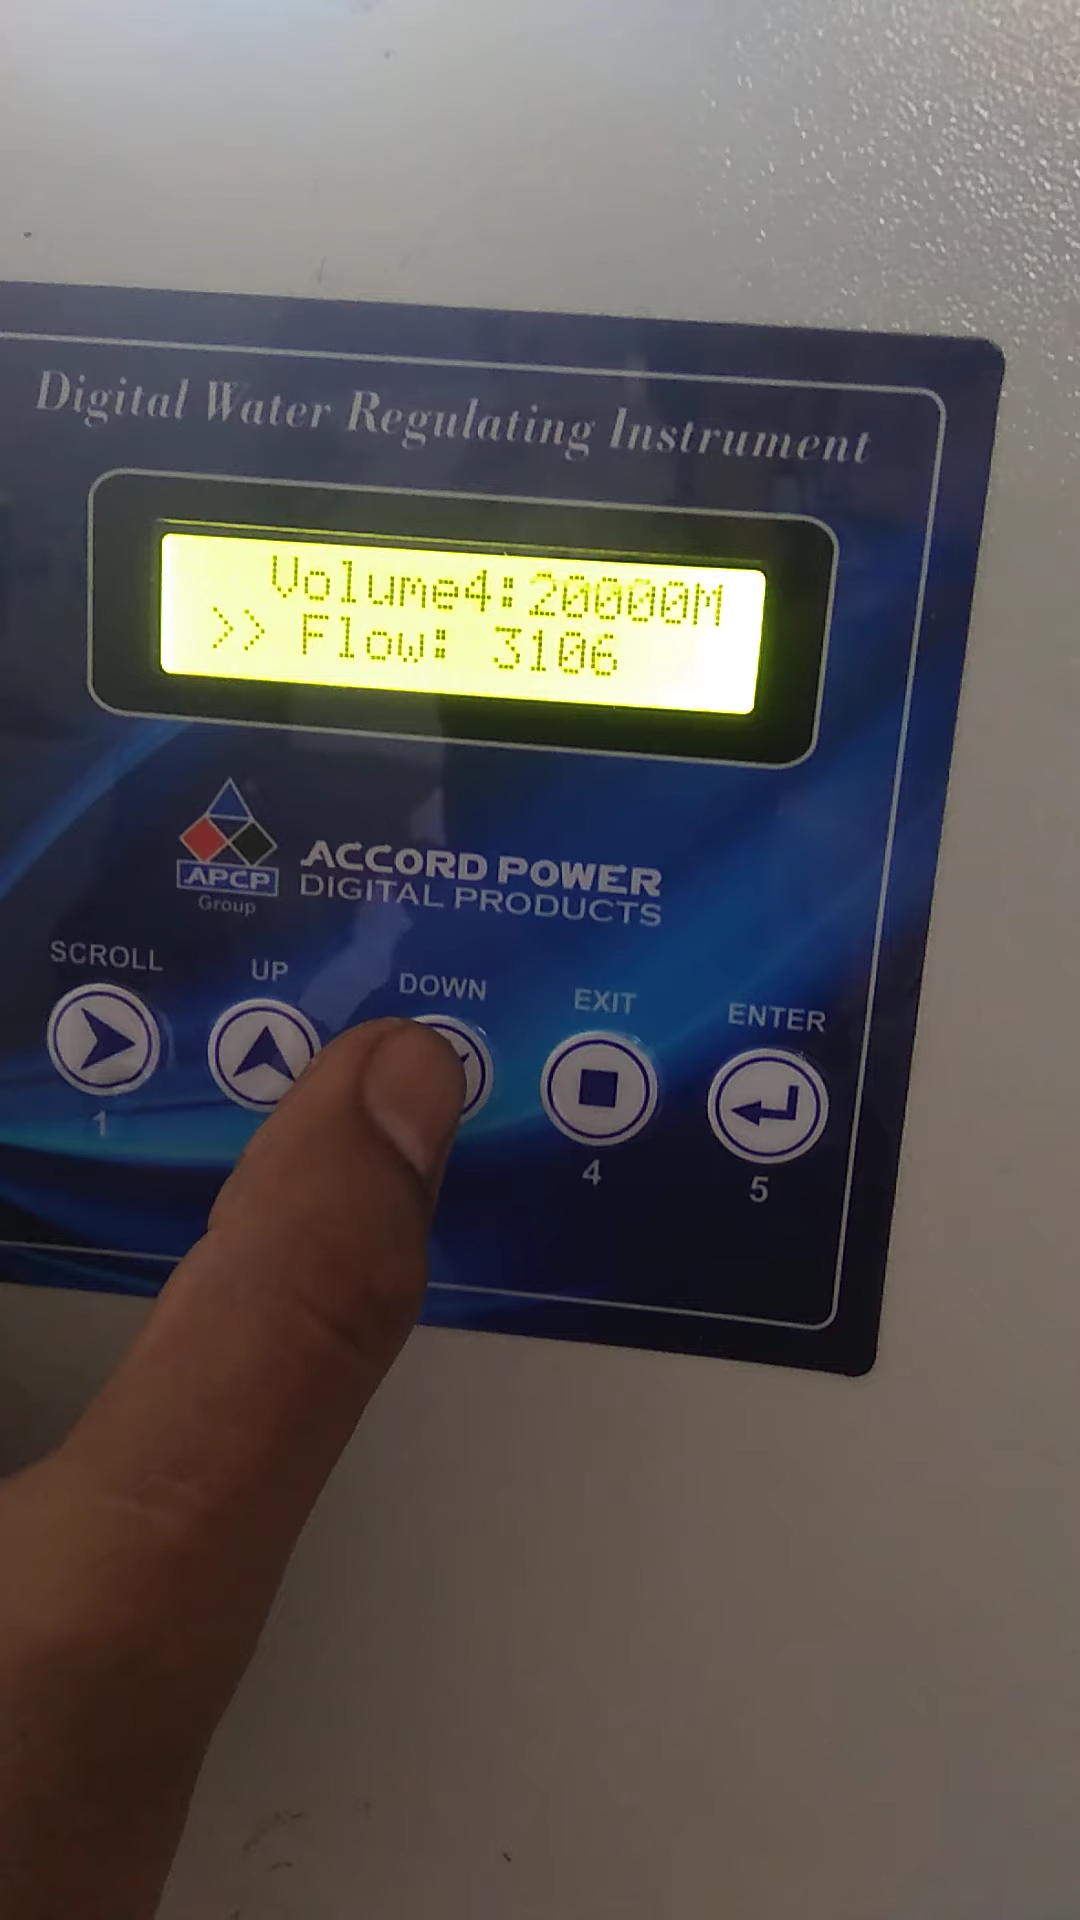 Digital Water Regulating Instrument
Volume4:20000M
>> Flow: 3106
APCP
Group
ACCORD POWER
DIGITAL PRODUCTS
SCROLL
UP
DOWN
EXIT
ENTER
1
4
5